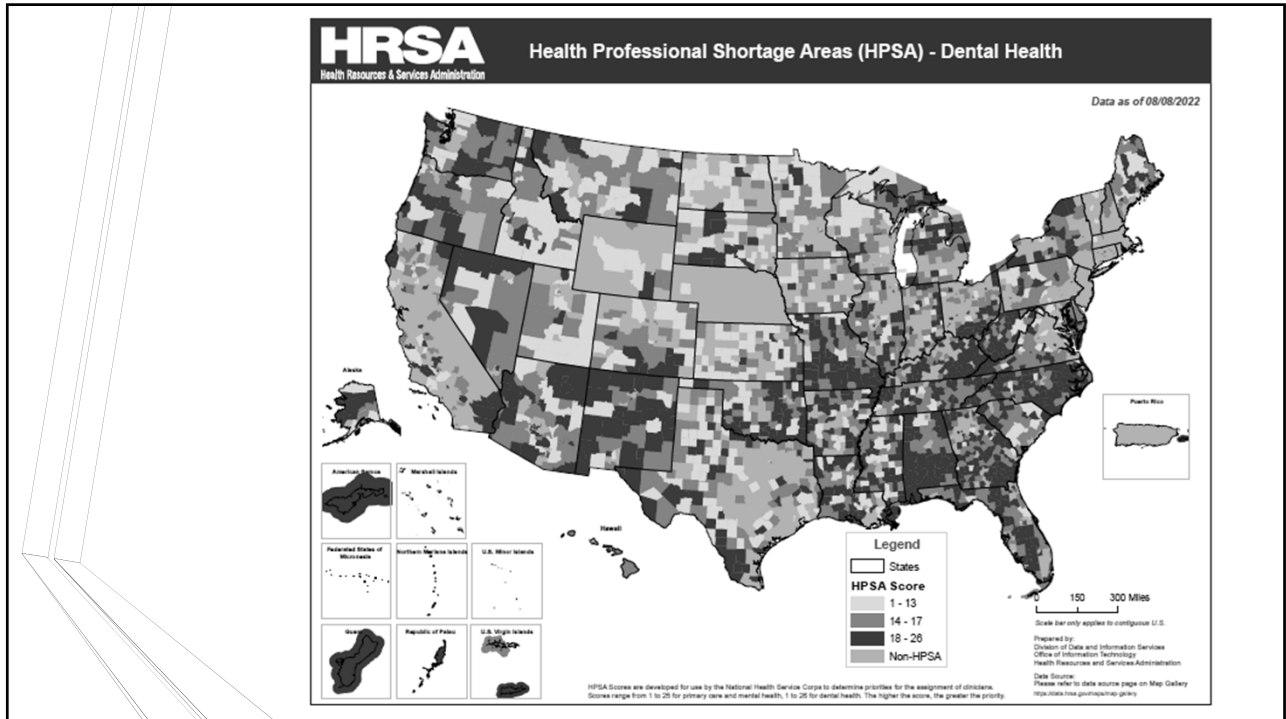 HRSA
Health Resources & Services Administration
Health Professional Shortage Areas (HPSA) - Dental Health
Data as of 08/08/2022
Alaska
Puerto Rico
American Samoa
Marshall Islands
Hawaii
Federated States of
Micronesia
Northern Mariana Islands
U.S. Minor Islands
Guam
Republic of Palau
U.S. Virgin Islands
Legend
States
HPSA Score
1 - 13
14 - 17
18 - 26
Non-HPSA
0 150 300 Miles
Scale bar only applies to contiguous U.S.
Prepared by:
Division of Data and Information Services
Office of Information Technology
Health Resources and Services Administration
Data Source:
Please refer to data source page on Map Gallery
https://data.hrsa.gov/maps/map-gallery
HPSA Scores are developed for use by the National Health Service Corps to determine priorities for the assignment of clinicians.
Scores range from 1 to 25 for primary care and mental health, 1 to 26 for dental health. The higher the score, the greater the priority.